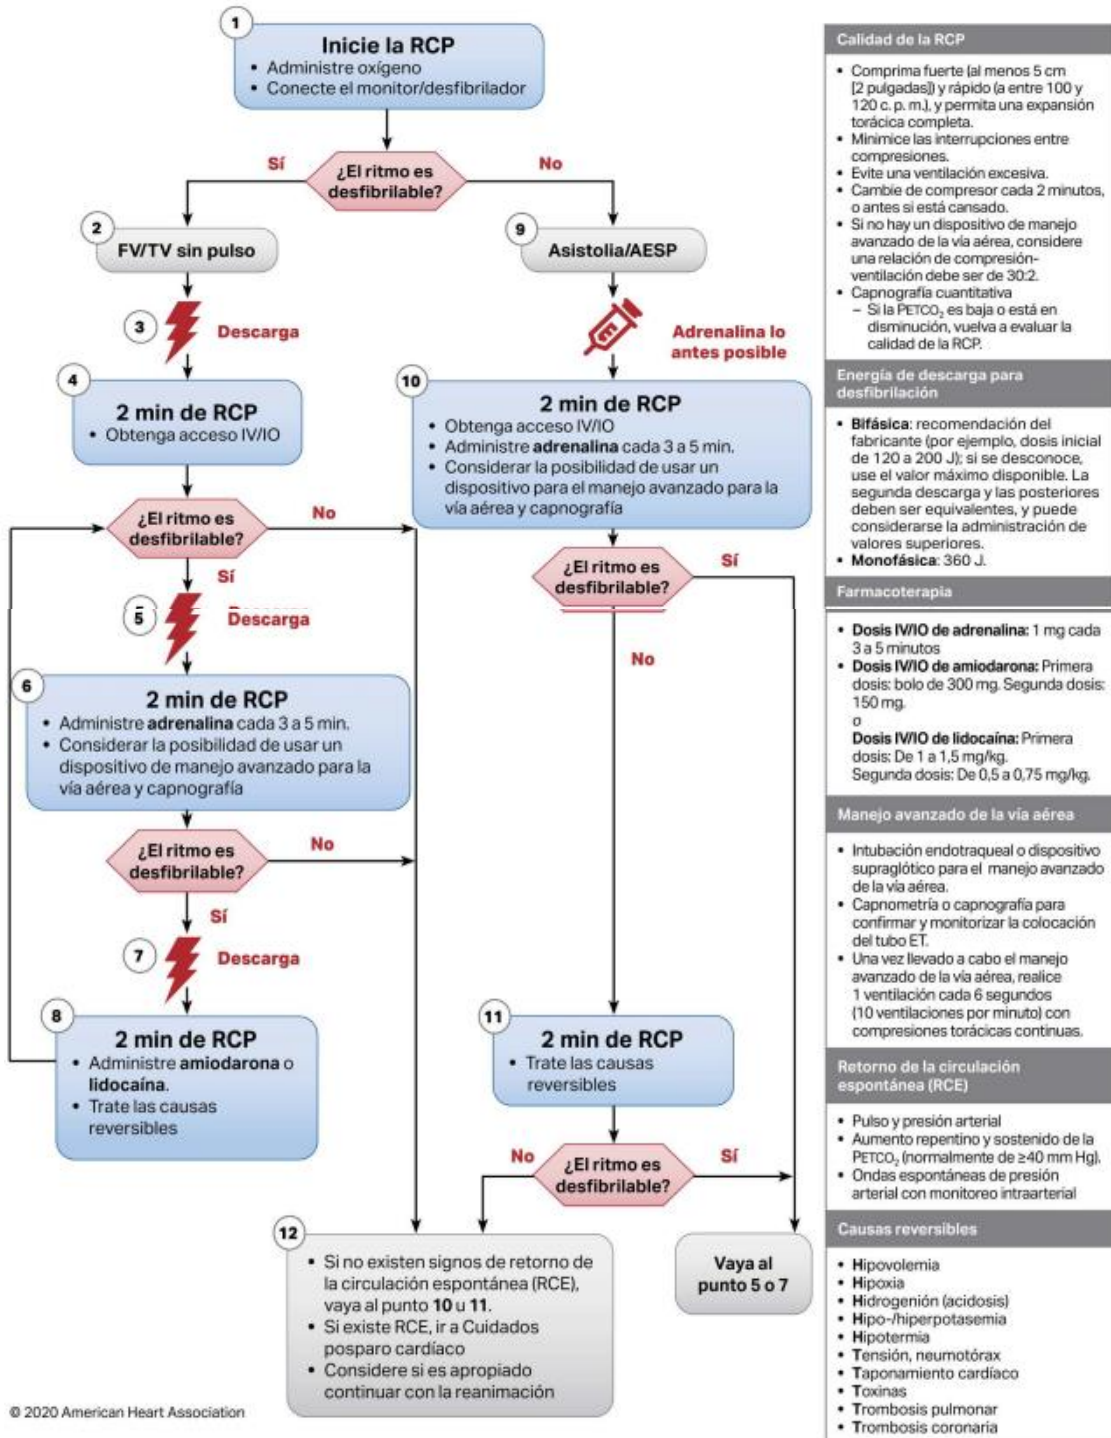 1
Inicie la RCP
• Administre oxígeno
• Conecte el monitor/desfibrilador
Sí
¿El ritmo es
desfibrilable?
No
2
FV/TV sin pulso
9
Asistolia/AESP
3
Descarga
Adrenalina lo
antes posible
4
2 min de RCP
• Obtenga acceso IV/IO
10
2 min de RCP
• Obtenga acceso IV/IO
• Administre adrenalina cada 3 a 5 min.
• Considerar la posibilidad de usar un
dispositivo para el manejo avanzado para la
vía aérea y capnografía
¿El ritmo es
desfibrilable?
No
Sí
¿El ritmo es
desfibrilable?
Sí
No
5
Descarga
6
2 min de RCP
• Administre adrenalina cada 3 a 5 min.
• Considerar la posibilidad de usar un
dispositivo de manejo avanzado para la
vía aérea y capnografía
¿El ritmo es
desfibrilable?
No
Sí
7
Descarga
8
2 min de RCP
• Administre amiodarona o
lidocaína.
• Trate las causas
reversibles
11
2 min de RCP
• Trate las causas
reversibles
No
¿El ritmo es
desfibrilable?
Sí
12
• Si no existen signos de retorno de
la circulación espontánea (RCE),
vaya al punto 10 u 11.
• Si existe RCE, ir a Cuidados
posparo cardíaco
• Considere si es apropiado
continuar con la reanimación
Vaya al
punto 5 o 7
© 2020 American Heart Association
Calidad de la RCP
• Comprima fuerte (al menos 5 cm
[2 pulgadas]) y rápido (a entre 100 y
120 c. p. m.), y permita una expansión
torácica completa.
• Minimice las interrupciones entre
compresiones.
• Evite una ventilación excesiva.
• Cambie de compresor cada 2 minutos,
o antes si está cansado.
• Si no hay un dispositivo de manejo
avanzado de la vía aérea, considere
una relación de compresión-
ventilación debe ser de 30:2.
• Capnografía cuantitativa
– Si la PETCO₂ es baja o está en
disminución, vuelva a evaluar la
calidad de la RCP.
Energía de descarga para
desfibrilación
• Bifásica: recomendación del
fabricante (por ejemplo, dosis inicial
de 120 a 200 J); si se desconoce,
use el valor máximo disponible. La
segunda descarga y las posteriores
deben ser equivalentes, y puede
considerarse la administración de
valores superiores.
• Monofásica: 360 J.
Farmacoterapia
• Dosis IV/IO de adrenalina: 1 mg cada
3 a 5 minutos
• Dosis IV/IO de amiodarona: Primera
dosis: bolo de 300 mg. Segunda dosis:
150 mg.
o
Dosis IV/IO de lidocaína: Primera
dosis: De 1 a 1,5 mg/kg.
Segunda dosis: De 0,5 a 0,75 mg/kg.
Manejo avanzado de la vía aérea
• Intubación endotraqueal o dispositivo
supraglótico para el manejo avanzado
de la vía aérea.
• Capnometría o capnografía para
confirmar y monitorizar la colocación
del tubo ET.
• Una vez llevado a cabo el manejo
avanzado de la vía aérea, realice
1 ventilación cada 6 segundos
(10 ventilaciones por minuto) con
compresiones torácicas continuas.
Retorno de la circulación
espontánea (RCE)
• Pulso y presión arterial
• Aumento repentino y sostenido de la
PETCO₂ (normalmente de ≥40 mm Hg).
• Ondas espontáneas de presión
arterial con monitoreo intraarterial
Causas reversibles
• Hipovolemia
• Hipoxia
• Hidrogenión (acidosis)
• Hipo-/hiperpotasemia
• Hipotermia
• Tensión, neumotórax
• Taponamiento cardíaco
• Toxinas
• Trombosis pulmonar
• Trombosis coronaria